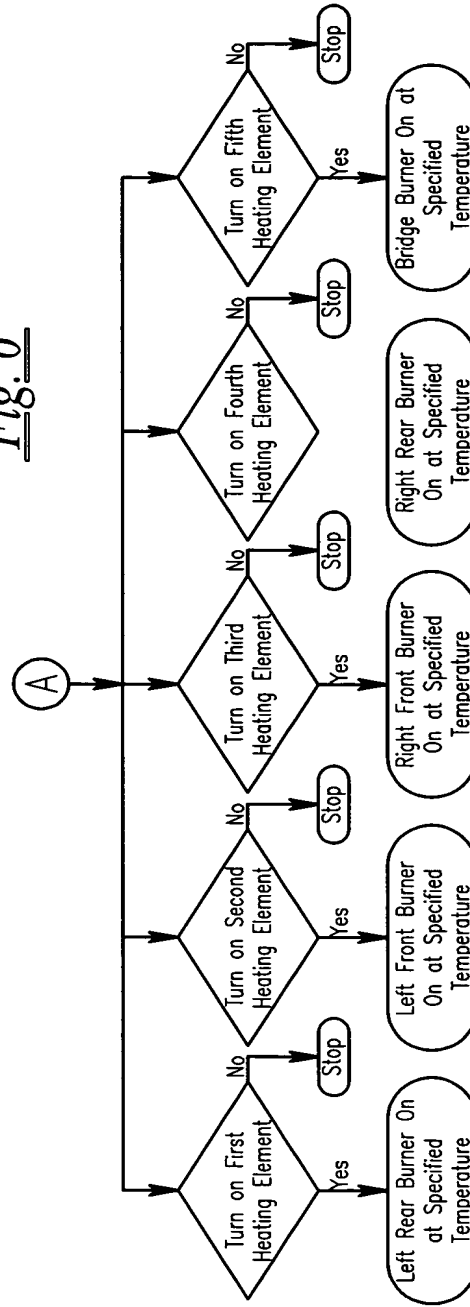 Fig.
A
Turn on First
Heating Element
No
Stop
Yes
Left Rear Burner On
at Specified
Temperature
Turn on Second
Heating Element
No
Stop
Yes
Left Front Burner
On at Specified
Temperature
Turn on Third
Heating Element
No
Stop
Yes
Right Front Burner
On at Specified
Temperature
Turn on Fourth
Heating Element
No
Stop
Right Rear Burner
On at Specified
Temperature
Turn on Fifth
Heating Element
No
Stop
Yes
Bridge Burner On at
Specified
Temperature